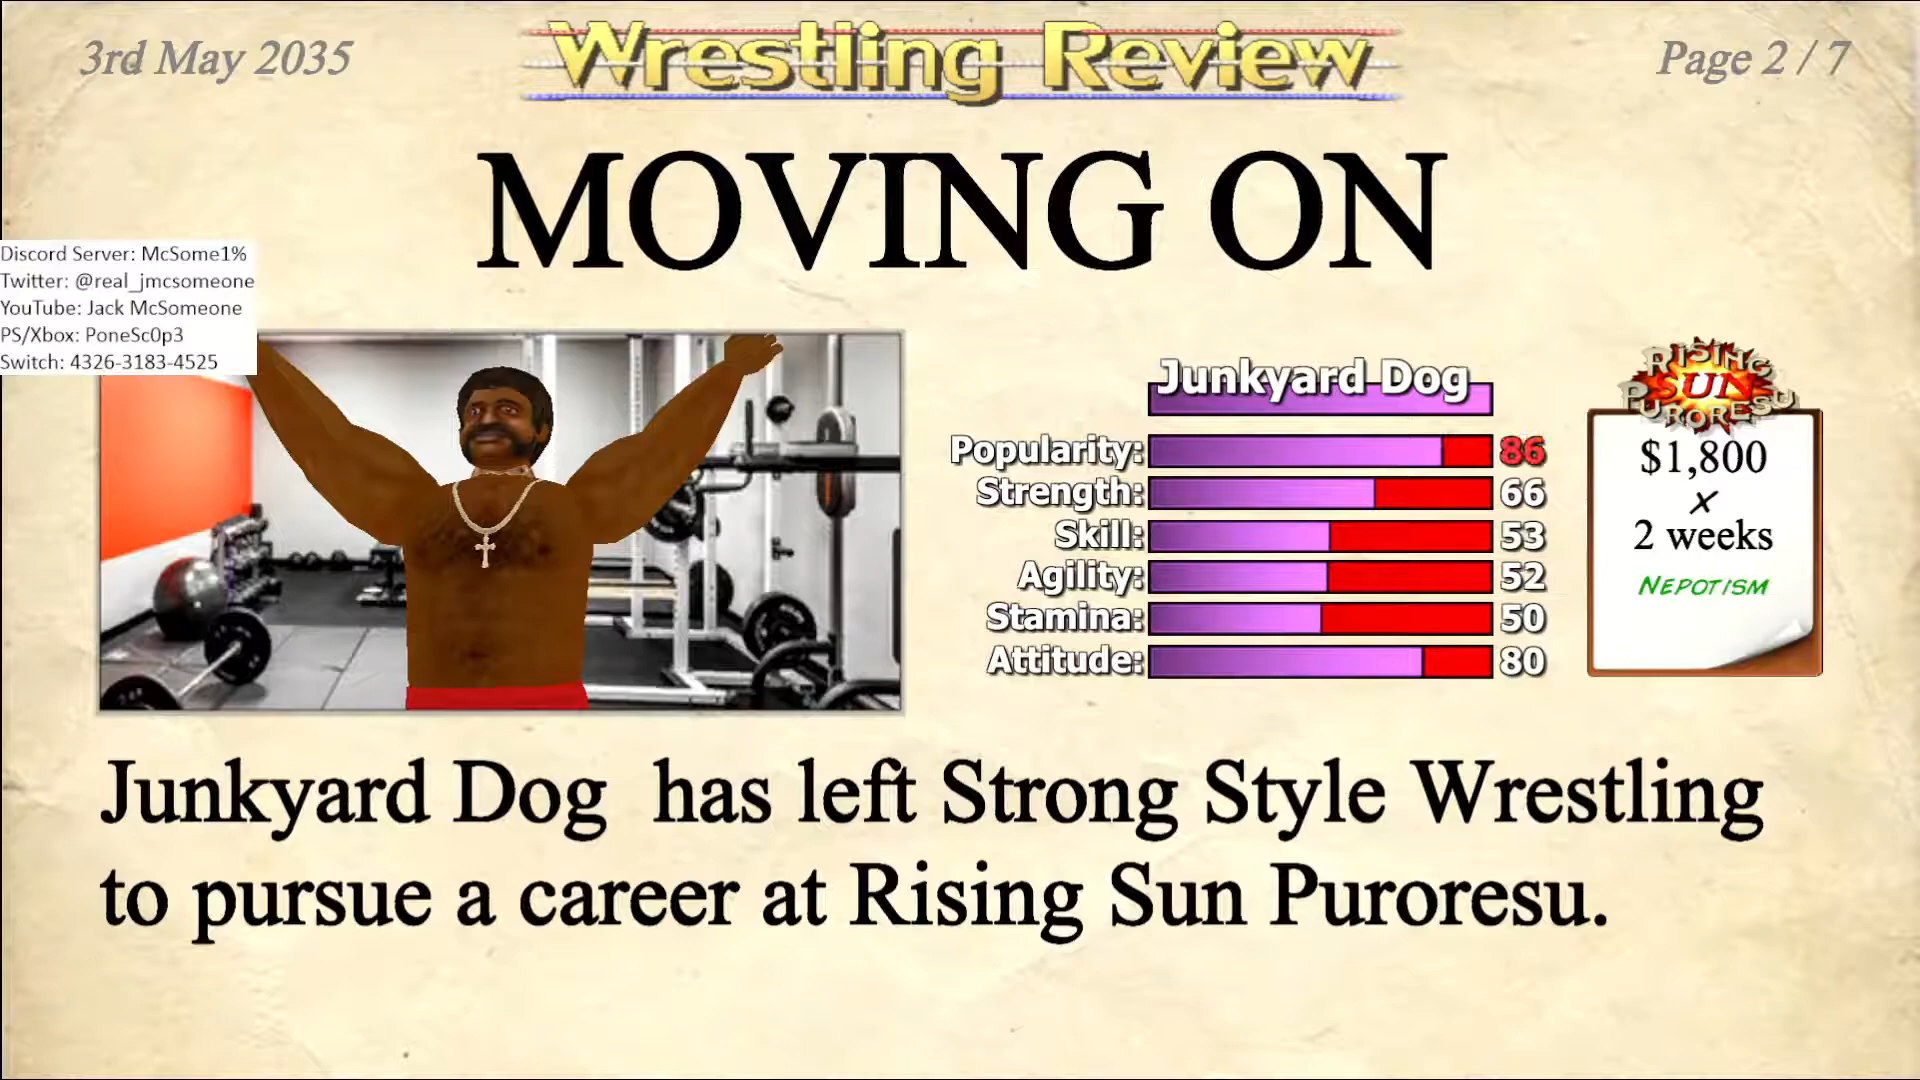 3rd May 2035
Wrestling Review
Page 2 / 7
MOVING ON
Discord Server: McSome1%
Twitter: @real_jmcsomeone
YouTube: Jack McSomeone
PS/Xbox: PoneSc0p3
Switch: 4326-3183-4525
Junkyard Dog
Popularity: 86
Strength: 66
Skill: 53
Agility: 52
Stamina: 50
Attitude: 80
RISING
SUN
PURORESU
$1,800
x
2 weeks
NEPOTISM
Junkyard Dog has left Strong Style Wrestling
to pursue a career at Rising Sun Puroresu.